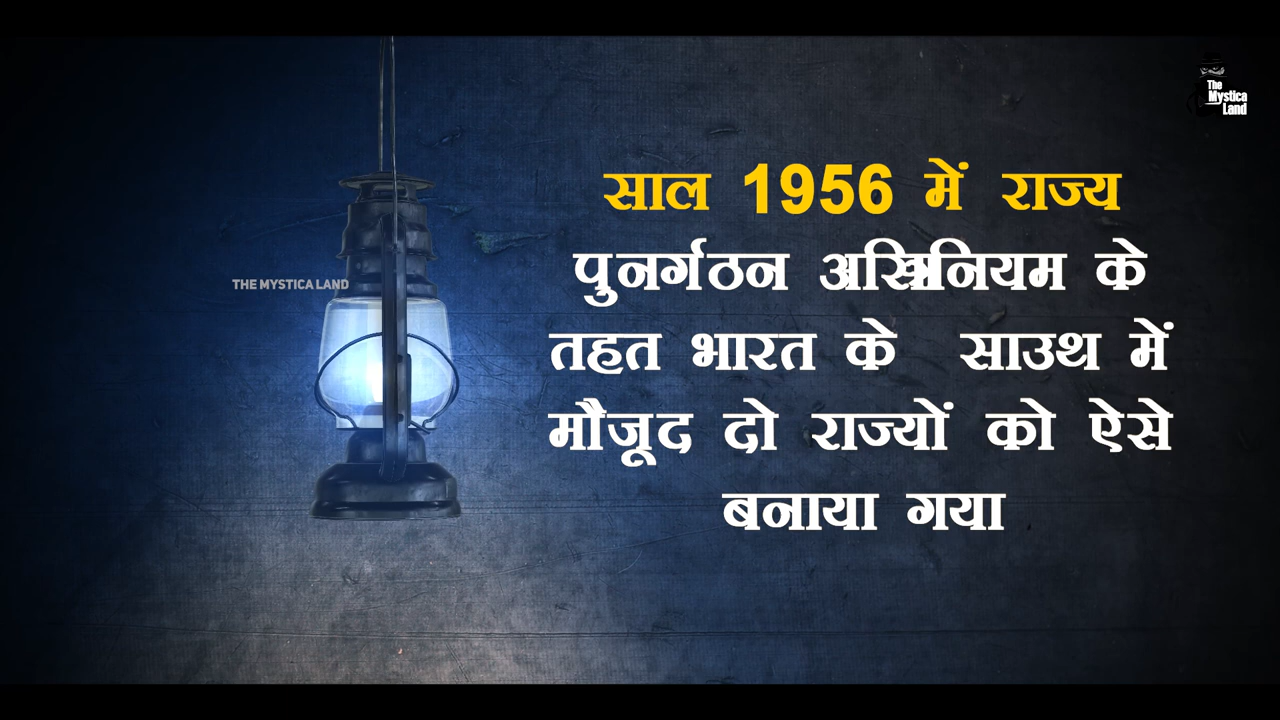 The
Mystica
Land
THE MYSTICA LAND
साल 1956 में राज्य
पुनर्गठन के
तहत भारत के साउथ में
मौजूद दो राज्यों को ऐसे
बनाया गया